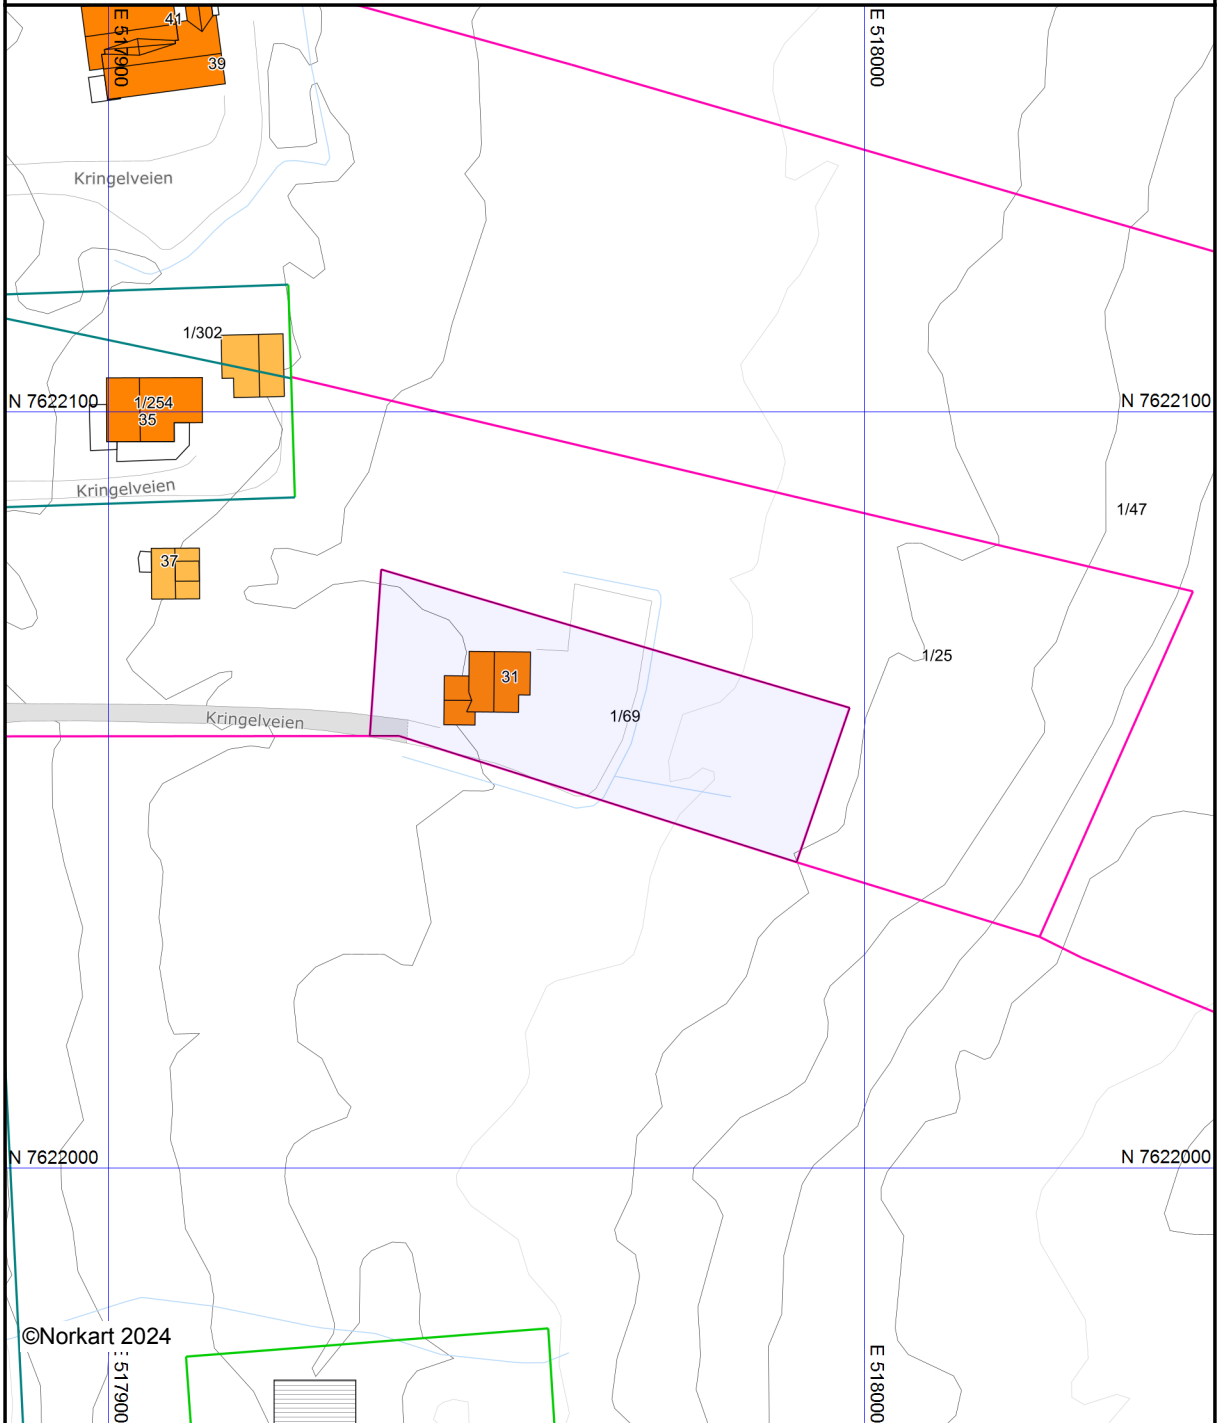 41
E 517900
E 518000
39
Kringelveien
1/302
N 7622100
N 7622100
1/254
35
Kringelveien
1/47
37
1/25
31
1/69
Kringelveien
N 7622000
N 7622000
©Norkart 2024
E 517900
E 518000